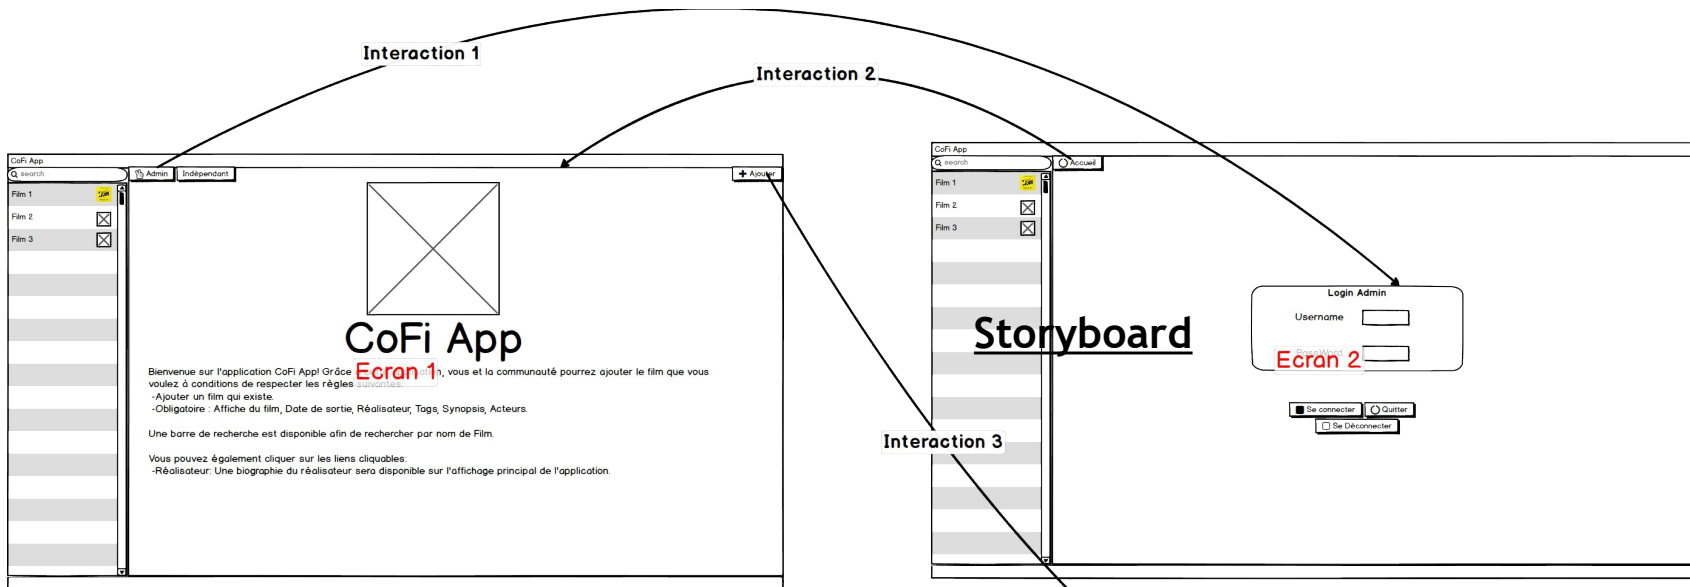 Interaction 1
Interaction 2
CoFi App
search
Admin
Indépendant
Ajouter
Film 1
Film 2
Film 3
CoFi App
Ecran 1
Bienvenue sur l'application CoFi App! Grâce, vous et la communauté pourrez ajouter le film que vous
voulez à conditions de respecter les règles suivantes:
-Ajouter un film qui existe.
-Obligatoire : Affiche du film, Date de sortie, Réalisateur, Tags, Synopsis, Acteurs.
Une barre de recherche est disponible afin de rechercher par nom de Film.
Vous pouvez également cliquer sur les liens cliquables:
-Réalisateur: Une biographie du réalisateur sera disponible sur l'affichage principal de l'application.
Interaction 3
CoFi App
search
Accueil
Film 1
Film 2
Film 3
Storyboard
Login Admin
Username
PassWord
Ecran 2
Se connecter
Quitter
Se Déconnecter